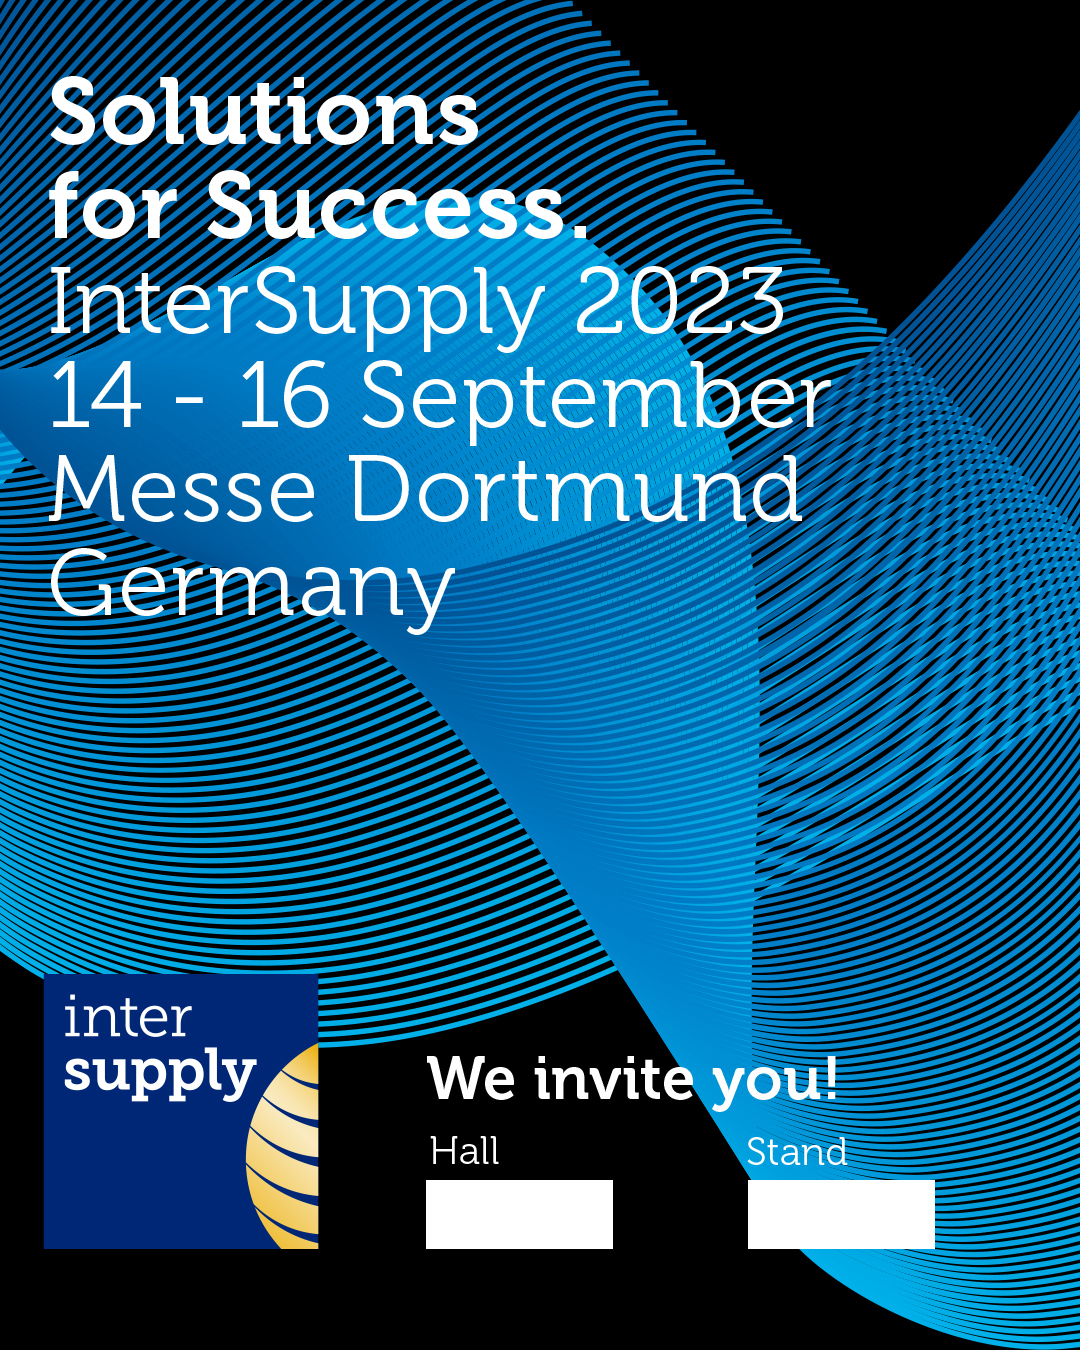 Solutions
for Success.
InterSupply 2023
14 - 16 September
Messe Dortmund
Germany
inter
supply
We invite you!
Hall
Stand